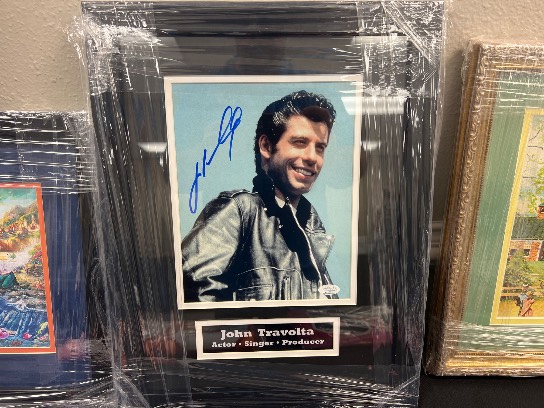 John Travolta
Actor • Singer • Producer